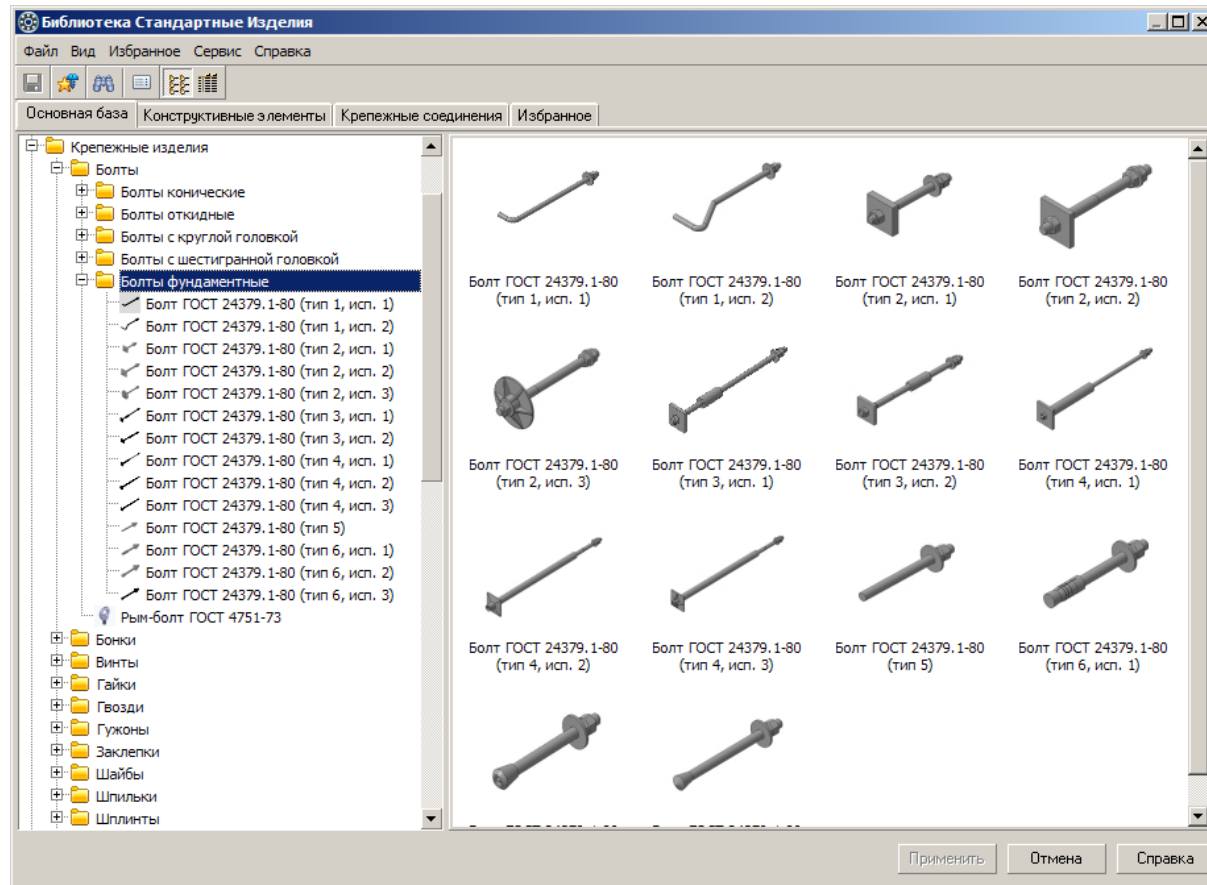 Библиотека Стандартные Изделия
Файл Вид Избранное Сервис Справка
Основная база Конструктивные элементы Крепежные соединения Избранное
Крепежные изделия
Болты
Болты конические
Болты откидные
Болты с круглой головкой
Болты с шестигранной головкой
Болты фундаментные
Болт ГОСТ 24379.1-80 (тип 1, исп. 1)
Болт ГОСТ 24379.1-80 (тип 1, исп. 2)
Болт ГОСТ 24379.1-80 (тип 2, исп. 1)
Болт ГОСТ 24379.1-80 (тип 2, исп. 2)
Болт ГОСТ 24379.1-80 (тип 2, исп. 3)
Болт ГОСТ 24379.1-80 (тип 3, исп. 1)
Болт ГОСТ 24379.1-80 (тип 3, исп. 2)
Болт ГОСТ 24379.1-80 (тип 4, исп. 1)
Болт ГОСТ 24379.1-80 (тип 4, исп. 2)
Болт ГОСТ 24379.1-80 (тип 4, исп. 3)
Болт ГОСТ 24379.1-80 (тип 5)
Болт ГОСТ 24379.1-80 (тип 6, исп. 1)
Болт ГОСТ 24379.1-80 (тип 6, исп. 2)
Болт ГОСТ 24379.1-80 (тип 6, исп. 3)
Рым-болт ГОСТ 4751-73
Бонки
Винты
Гайки
Гвозди
Гужоны
Заклепки
Шайбы
Шпильки
Шплинты
Болт ГОСТ 24379.1-80 Болт ГОСТ 24379.1-80 Болт ГОСТ 24379.1-80 Болт ГОСТ 24379.1-80
(тип 1, исп. 1) (тип 1, исп. 2) (тип 2, исп. 1) (тип 2, исп. 2)
Болт ГОСТ 24379.1-80 Болт ГОСТ 24379.1-80 Болт ГОСТ 24379.1-80 Болт ГОСТ 24379.1-80
(тип 2, исп. 3) (тип 3, исп. 1) (тип 3, исп. 2) (тип 4, исп. 1)
Болт ГОСТ 24379.1-80 Болт ГОСТ 24379.1-80 Болт ГОСТ 24379.1-80 Болт ГОСТ 24379.1-80
(тип 4, исп. 2) (тип 4, исп. 3) (тип 5) (тип 6, исп. 1)
Применить Отмена Справка